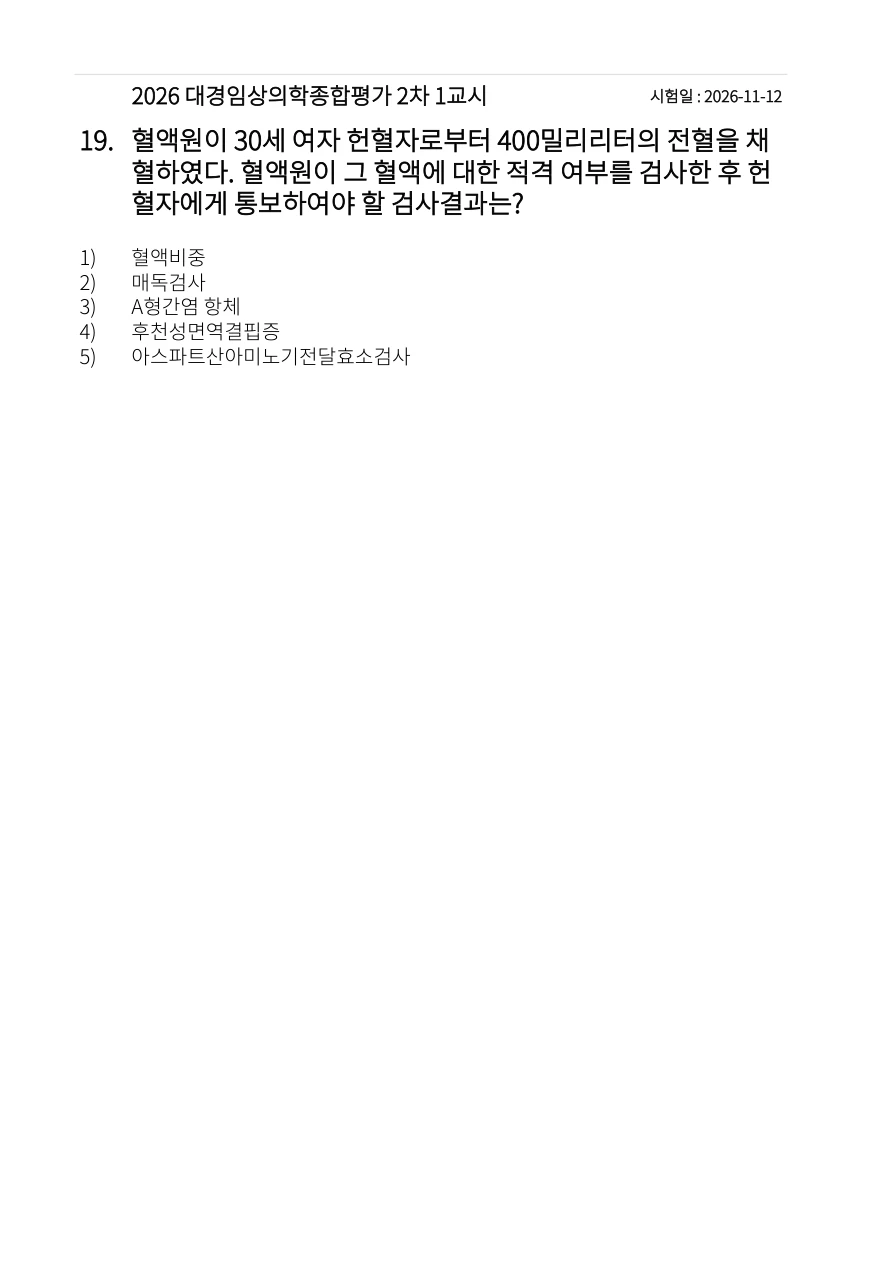 2026 대경임상의학종합평가 2차 1교시
시험일 : 2026-11-12
19. 혈액원이 30세 여자 헌혈자로부터 400밀리리터의 전혈을 채
혈하였다. 혈액원이 그 혈액에 대한 적격 여부를 검사한 후 헌
혈자에게 통보하여야 할 검사결과는?
1) 혈액비중
2) 매독검사
3) A형간염 항체
4) 후천성면역결핍증
5) 아스파트산아미노기전달효소검사